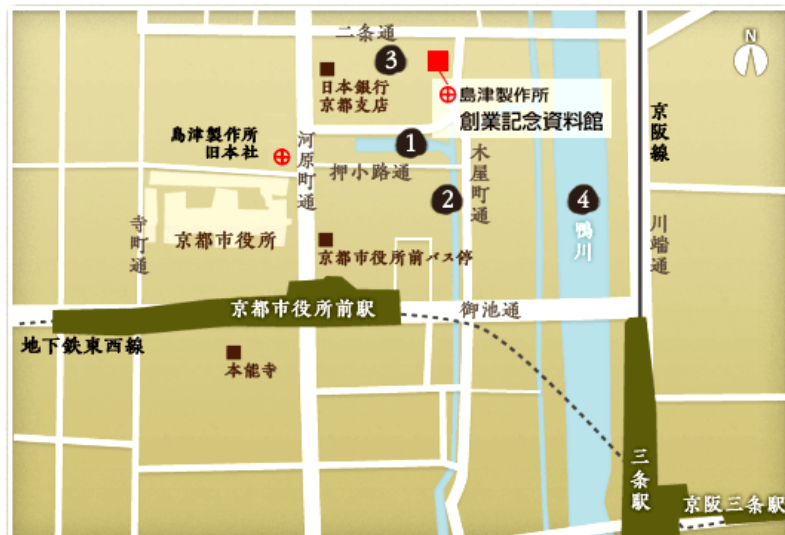 二条通
N
3
日本銀行
京都支店
島津製作所
創業記念資料館
京阪線
島津製作所
旧本社
河原町通
1
押小路通
木屋町通
2
4
鴨川
川端通
寺町通
京都市役所
京都市役所前バス停
京都市役所前駅
御池通
地下鉄東西線
本能寺
三条駅
京阪三条駅